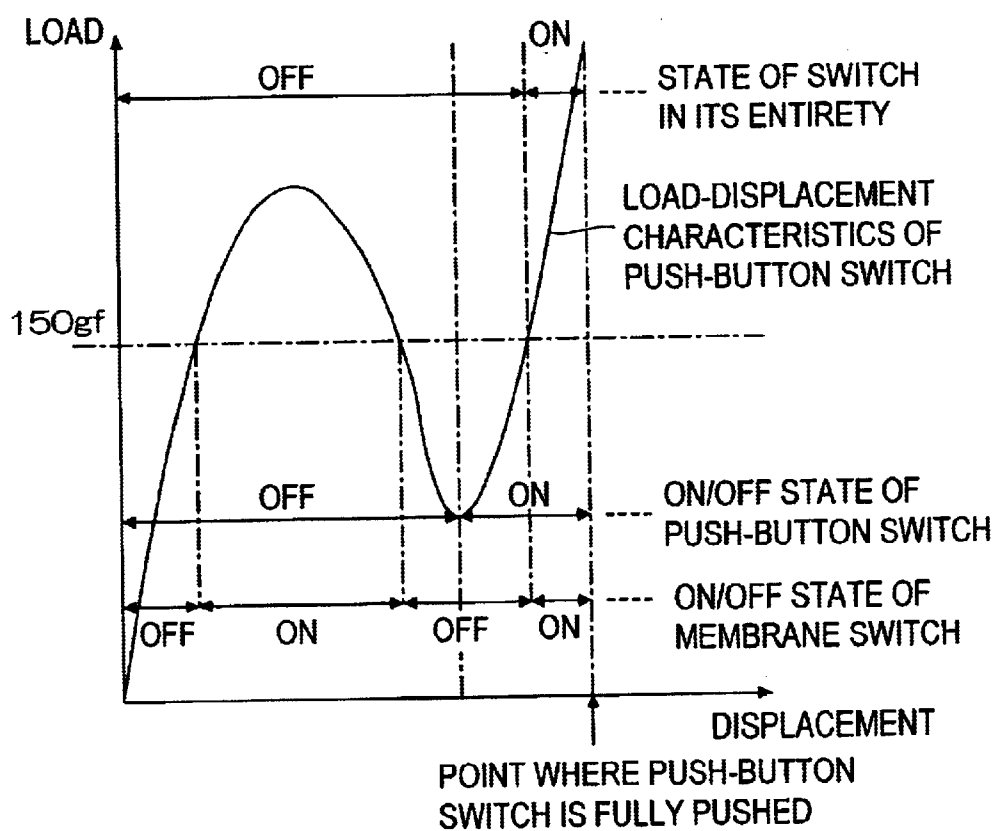 LOAD
ON
OFF
STATE OF SWITCH
IN ITS ENTIRETY
LOAD-DISPLACEMENT
CHARACTERISTICS OF
PUSH-BUTTON SWITCH
150gf
OFF
ON
ON/OFF STATE OF
PUSH-BUTTON SWITCH
OFF
ON
OFF
ON
ON/OFF STATE OF
MEMBRANE SWITCH
DISPLACEMENT
POINT WHERE PUSH-BUTTON
SWITCH IS FULLY PUSHED